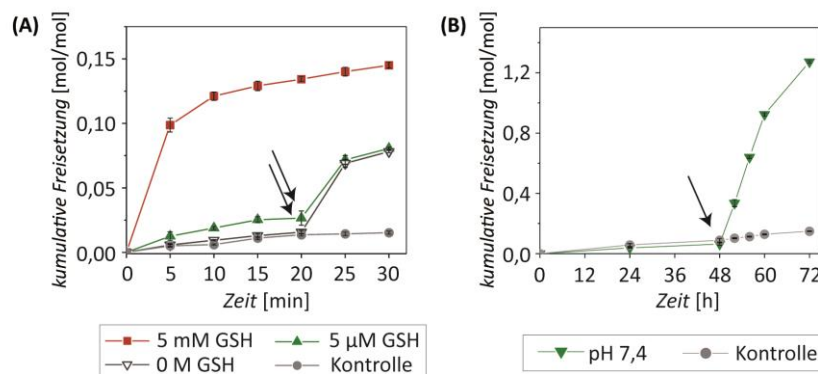 (A)
kumulative Freisetzung [mol/mol]
0,15
0,10
0,05
0,00
0 5 10 15 20 25 30
Zeit [min]
5 mM GSH 5 µM GSH
0 M GSH Kontrolle
(B)
kumulative Freisetzung [mol/mol]
1,2
0,8
0,4
0,0
0 12 24 36 48 60 72
Zeit [h]
pH 7,4 Kontrolle